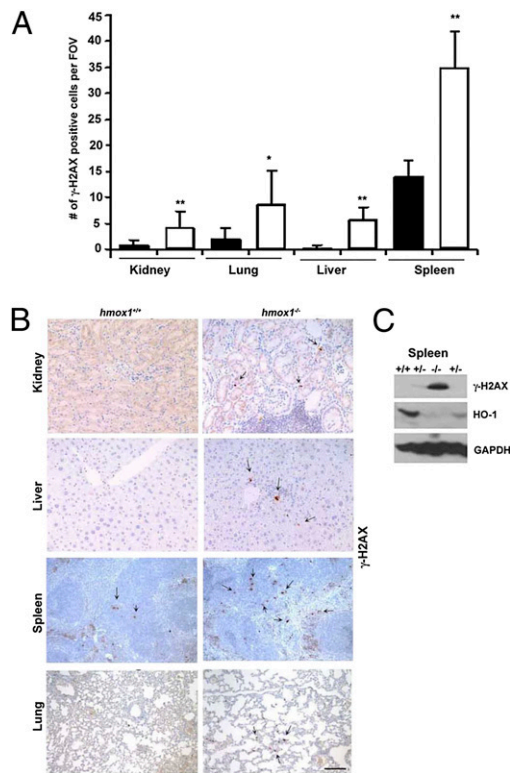 A
# of γ-H2AX positive cells per FOV
45
40
35
30
25
20
15
10
5
0
**
*
**
**
Kidney
Lung
Liver
Spleen
B
hmox1+/+
hmox1-/-
Kidney
Liver
Spleen
Lung
γ-H2AX
C
Spleen
+/+ +/- -/- +/-
γ-H2AX
HO-1
GAPDH